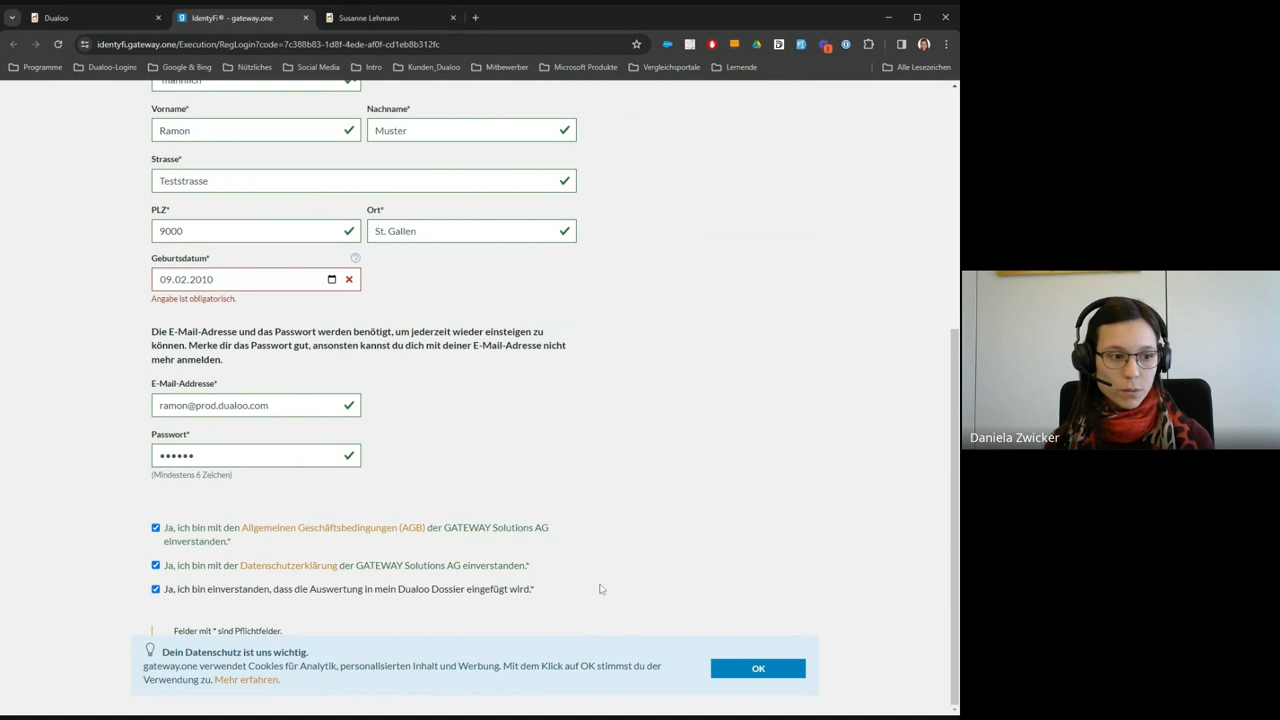 Dualoo
IdentyFi® - gateway.one
Susanne Lehmann
identyfi.gateway.one/Execution/RegLogin?code=7c388b83-1d8f-4ede-af0f-cd1eb8b312fc
Programme
Dualoo-Logins
Google & Bing
Nützliches
Social Media
Intro
Kunden_Dualoo
Mitbewerber
Microsoft Produkte
Vergleichsportale
Lernende
Alle Lesezeichen
männlich
Vorname*
Nachname*
Ramon
Muster
Strasse*
Teststrasse
PLZ*
Ort*
9000
St. Gallen
Geburtsdatum*
09.02.2010
Angabe ist obligatorisch.
Die E-Mail-Adresse und das Passwort werden benötigt, um jederzeit wieder einsteigen zu
können. Merke dir das Passwort gut, ansonsten kannst du dich mit deiner E-Mail-Adresse nicht
mehr anmelden.
E-Mail-Addresse*
ramon@prod.dualoo.com
Passwort*
••••••
(Mindestens 6 Zeichen)
Ja, ich bin mit den Allgemeinen Geschäftsbedingungen (AGB) der GATEWAY Solutions AG
einverstanden.*
Ja, ich bin mit der Datenschutzerklärung der GATEWAY Solutions AG einverstanden.*
Ja, ich bin einverstanden, dass die Auswertung in mein Dualoo Dossier eingefügt wird.*
Felder mit * sind Pflichtfelder.
Dein Datenschutz ist uns wichtig.
gateway.one verwendet Cookies für Analytik, personalisierten Inhalt und Werbung. Mit dem Klick auf OK stimmst du der
Verwendung zu. Mehr erfahren.
OK
Daniela Zwicker